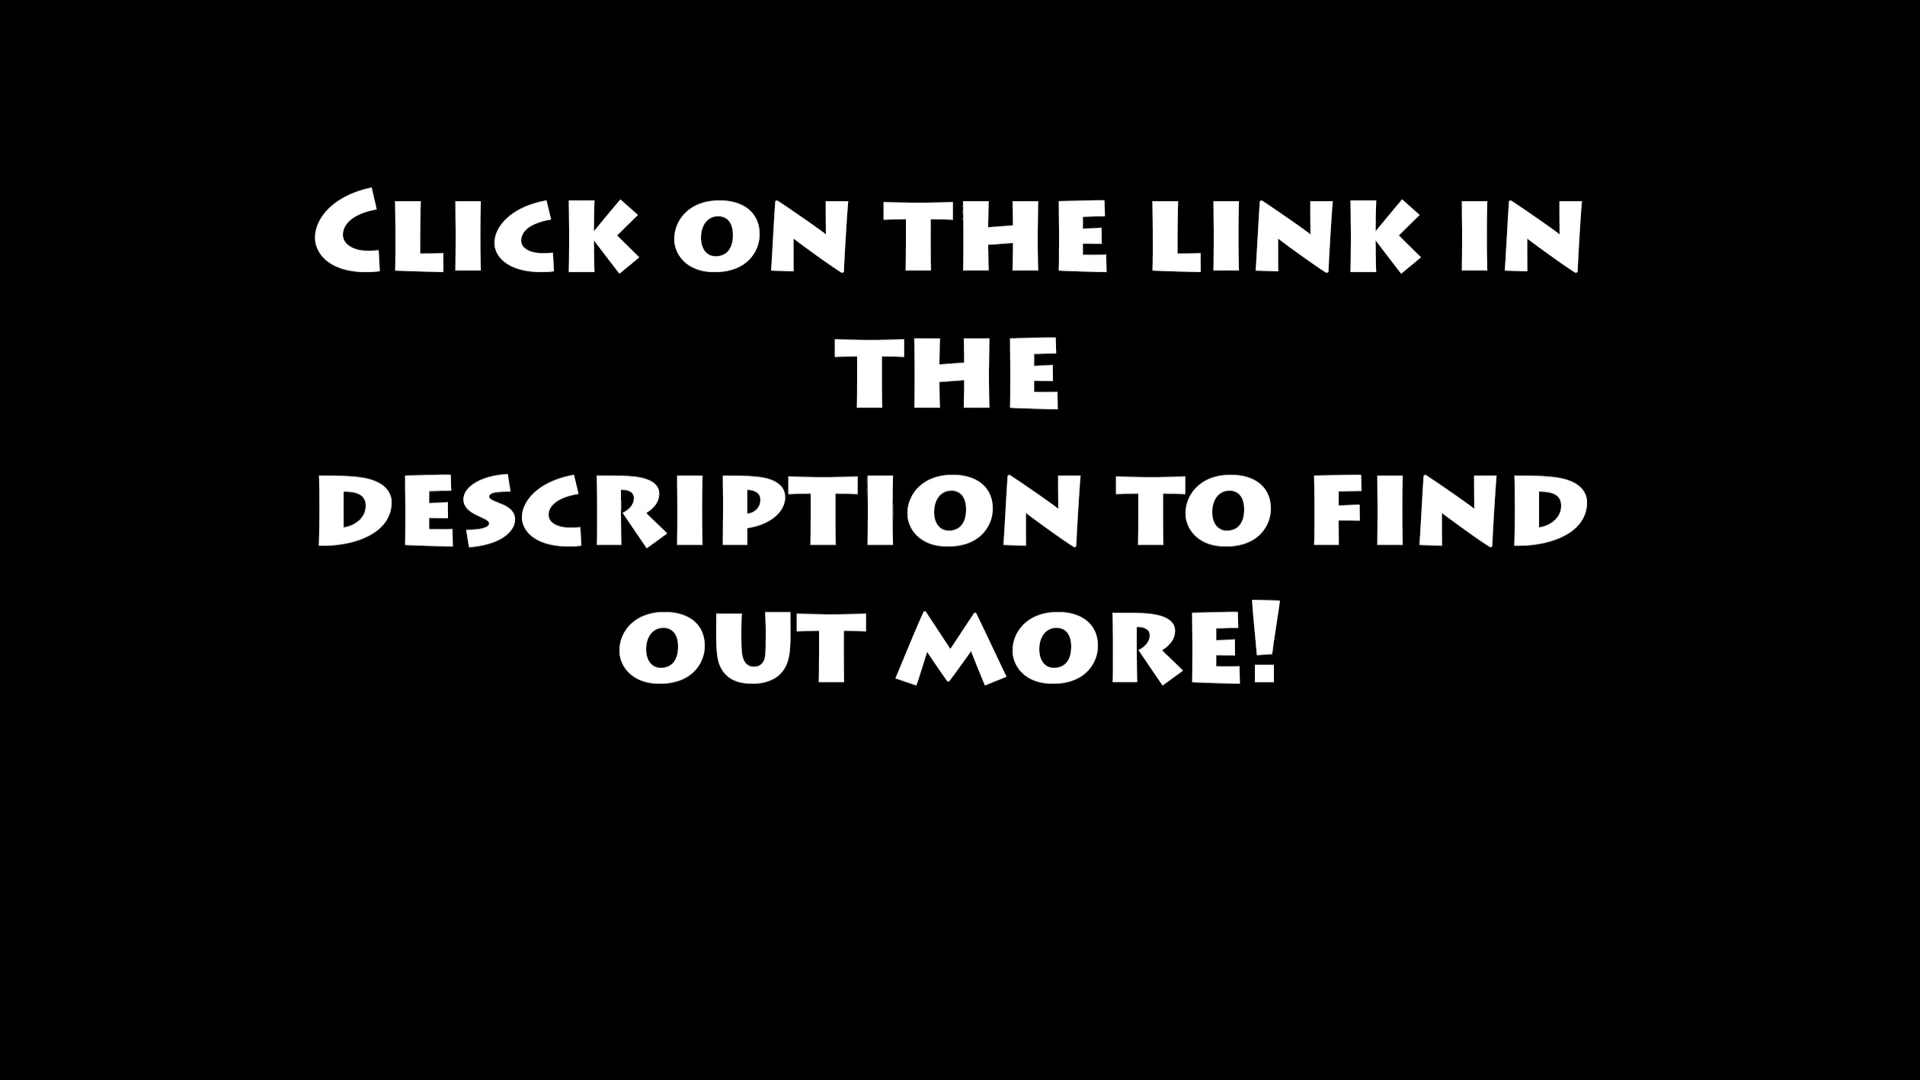 Click on the link in
the
description to find
out more!